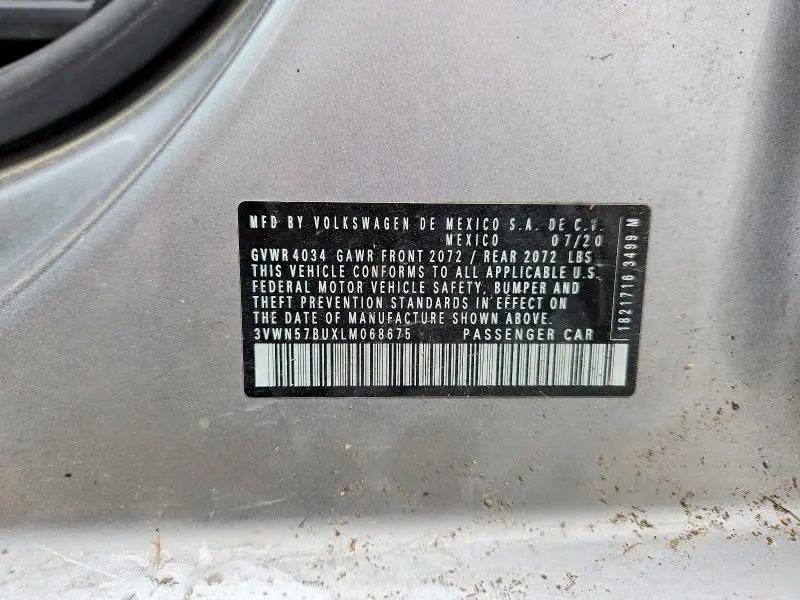 MFD BY VOLKSWAGEN DE MEXICO S.A. DE C.V.
MEXICO 07/20
GVWR 4034 GAWR FRONT 2072 / REAR 2072 LBS
THIS VEHICLE CONFORMS TO ALL APPLICABLE U.S.
FEDERAL MOTOR VEHICLE SAFETY, BUMPER AND
THEFT PREVENTION STANDARDS IN EFFECT ON
THE DATE OF MANUFACTURE SHOWN ABOVE.
3VWN57BUXLM068675 PASSENGER CAR
1821716 3499 M